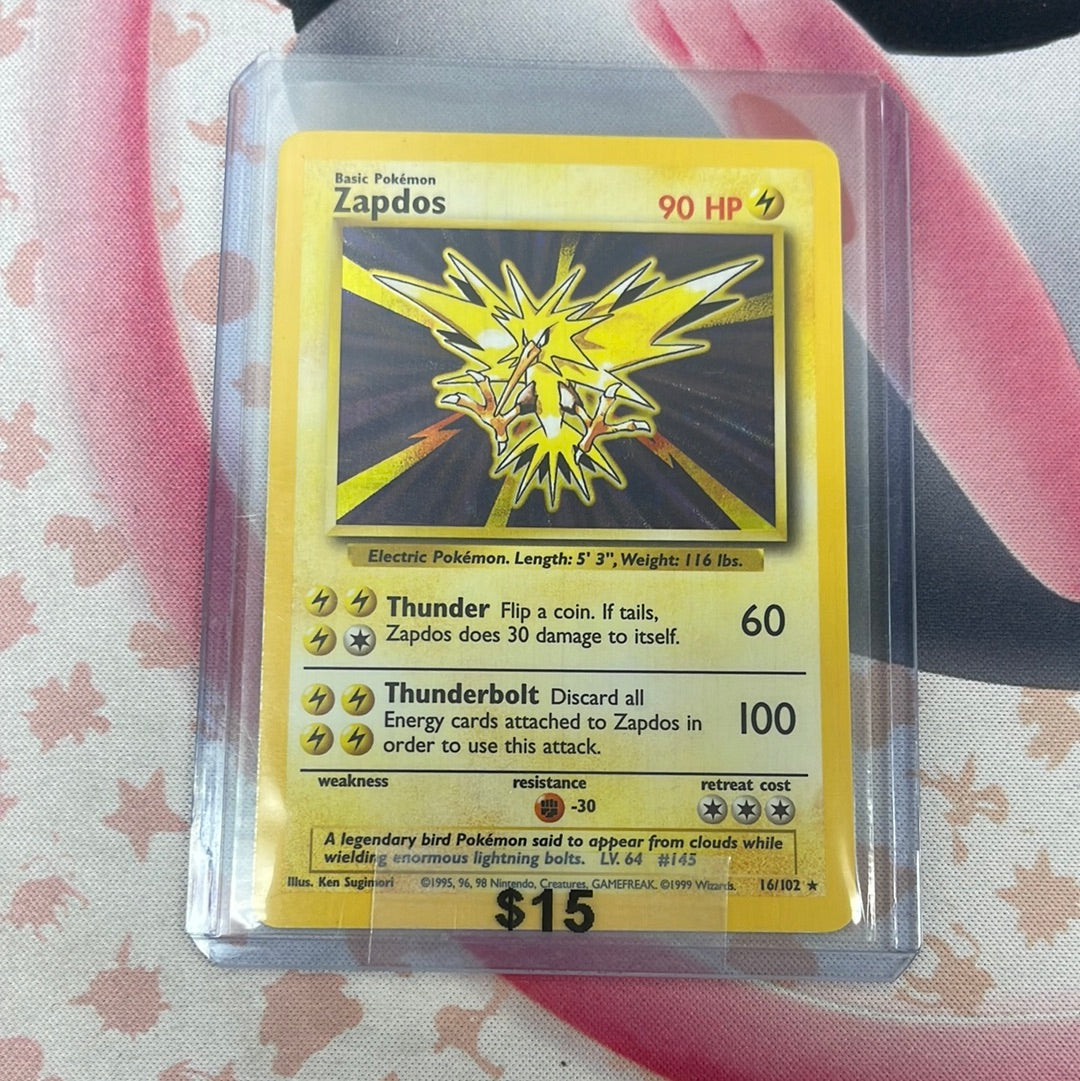 Basic Pokémon
Zapdos
90 HP
Electric Pokémon. Length: 5' 3", Weight: 116 lbs.
Thunder Flip a coin. If tails,
Zapdos does 30 damage to itself.
60
Thunderbolt Discard all
Energy cards attached to Zapdos in
order to use this attack.
100
weakness resistance retreat cost
-30
A legendary bird Pokémon said to appear from clouds while
wielding enormous lightning bolts. LV. 64 #145
Illus. Ken Sugimori ©1995, 96, 98 Nintendo, Creatures, GAMEFREAK. ©1999 Wizards. 16/102 ★
$15